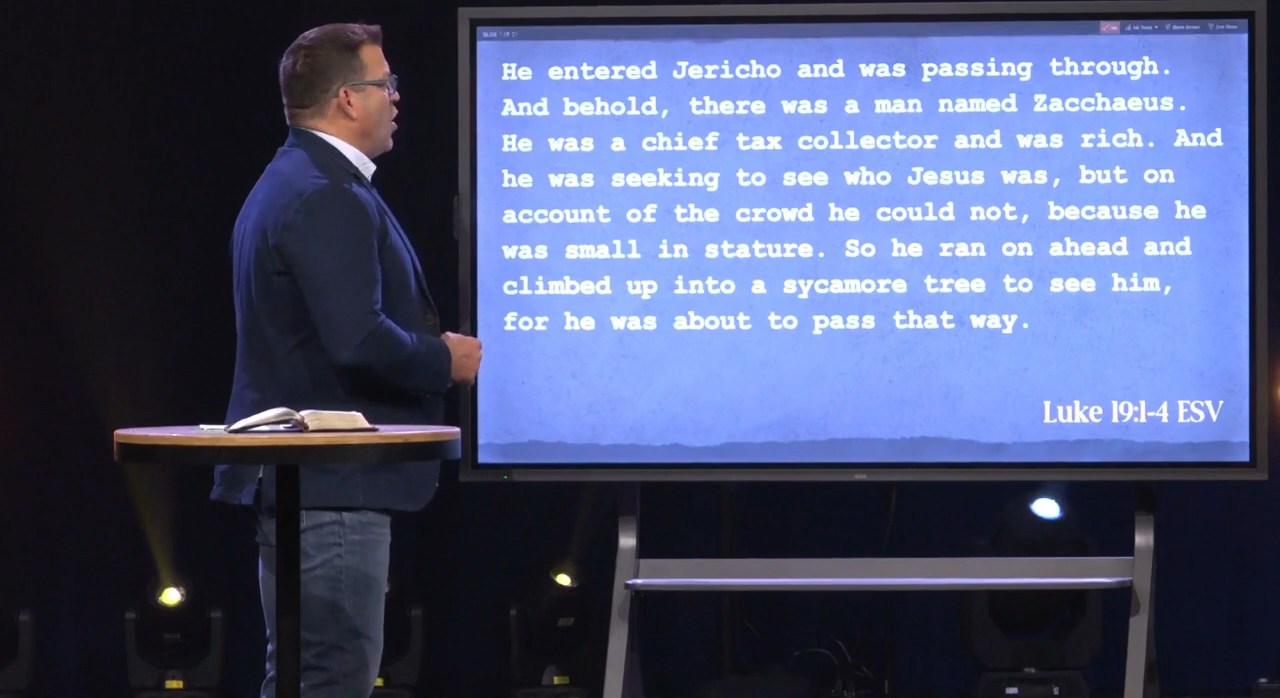 He entered Jericho and was passing through.
And behold, there was a man named Zacchaeus.
He was a chief tax collector and was rich. And
he was seeking to see who Jesus was, but on
account of the crowd he could not, because he
was small in stature. So he ran on ahead and
climbed up into a sycamore tree to see him,
for he was about to pass that way.
Luke 19:1-4 ESV